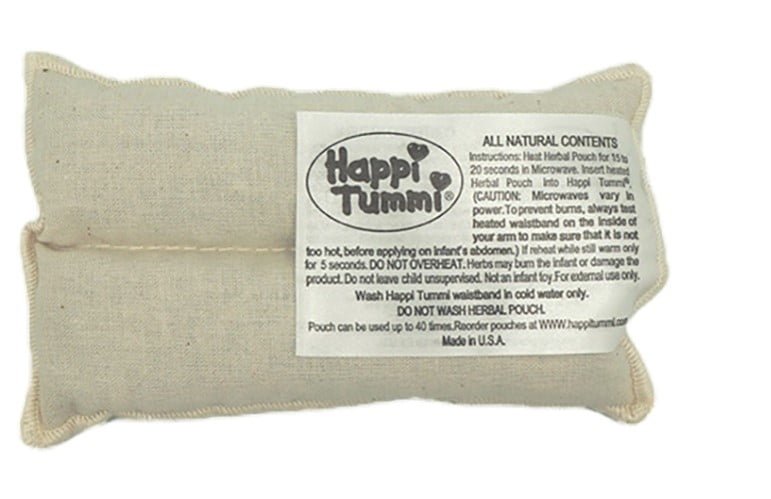 Happi
Tummi®
ALL NATURAL CONTENTS
Instructions: Heat Herbal Pouch for 15 to
20 seconds in Microwave. Insert heated
Herbal Pouch into Happi Tummi®.
(CAUTION: Microwaves vary in
power. To prevent burns, always test
heated waistband on the inside of
your arm to make sure that it is not
too hot, before applying on infant's abdomen.) If reheat while still warm only
for 5 seconds. DO NOT OVERHEAT. Herbs may burn the infant or damage the
product. Do not leave child unsupervised. Not an infant toy. For external use only.
Wash Happi Tummi waistband in cold water only.
DO NOT WASH HERBAL POUCH.
Pouch can be used up to 40 times. Reorder pouches at WWW.happitummi.com
Made in U.S.A.